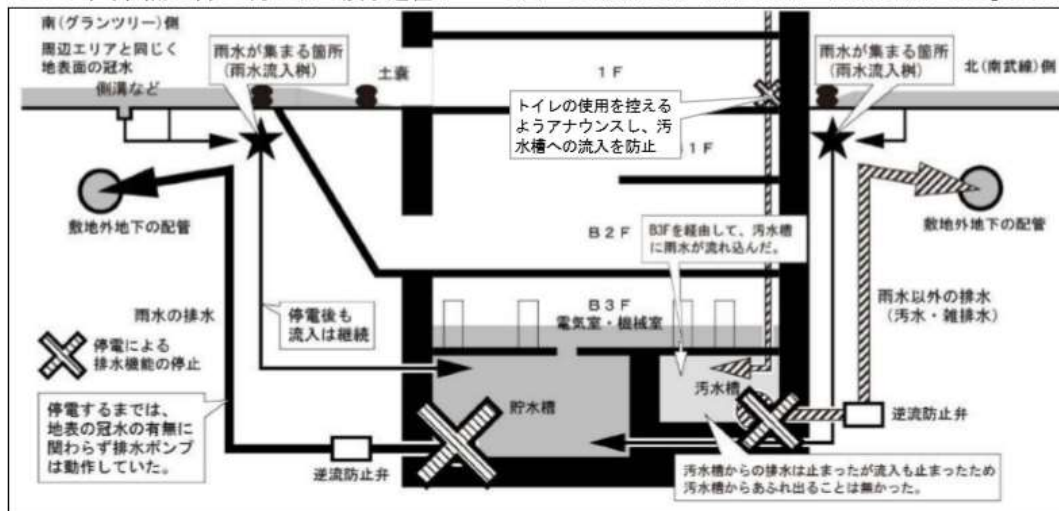 南(グランツリー)側
周辺エリアと同じく
地表面の冠水
側溝など
雨水が集まる箇所
(雨水流入桝)
土嚢
1F
雨水が集まる箇所
(雨水流入桝)
北(南武線)側
トイレの使用を控える
ようアナウンスし、汚
水槽への流入を防止
1F
敷地外地下の配管
敷地外地下の配管
B2F
B3Fを経由して、汚水槽
に雨水が流れ込んだ。
雨水の排水
停電後も
流入は継続
B3F
電気室・機械室
雨水以外の排水
(汚水・雑排水)
停電による
排水機能の停止
停電するまでは、
地表の冠水の有無に
関わらず排水ポンプ
は動作していた。
貯水槽
汚水槽
逆流防止弁
逆流防止弁
汚水槽からの排水は止まったが流入も止まったため
汚水槽からあふれ出ることは無かった。